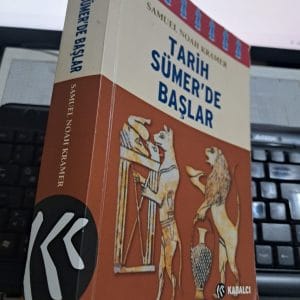 SAMUEL NOAH KRAMER
TARİH
SÜMER'DE
BAŞLAR
KABALCI
SÜMER'DE BAŞLAR
SAMUEL NOAH KRAMER